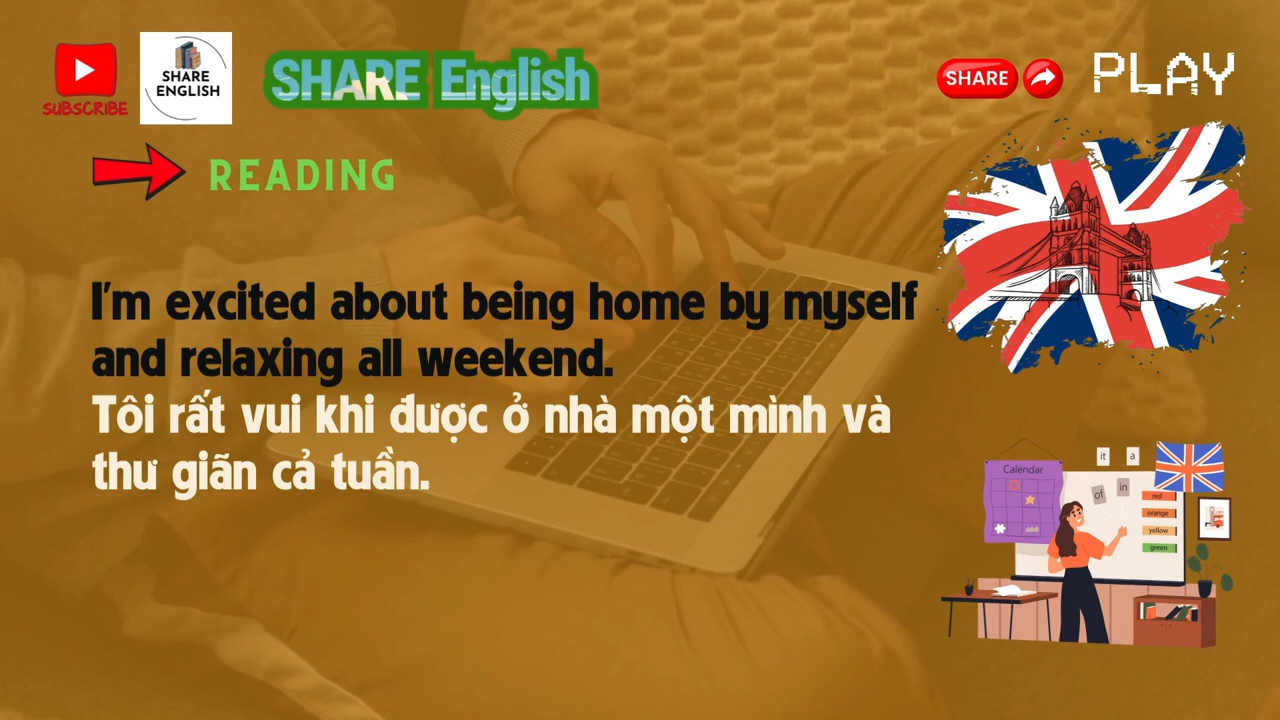 SUBSCRIBE
SHARE
ENGLISH
SHARE English
SHARE
PLAY
READING
I'm excited about being home by myself
and relaxing all weekend.
Tôi rất vui khi được ở nhà một mình và
thư giãn cả tuần.
Calendar
it
a
of
in
red
orange
yellow
green